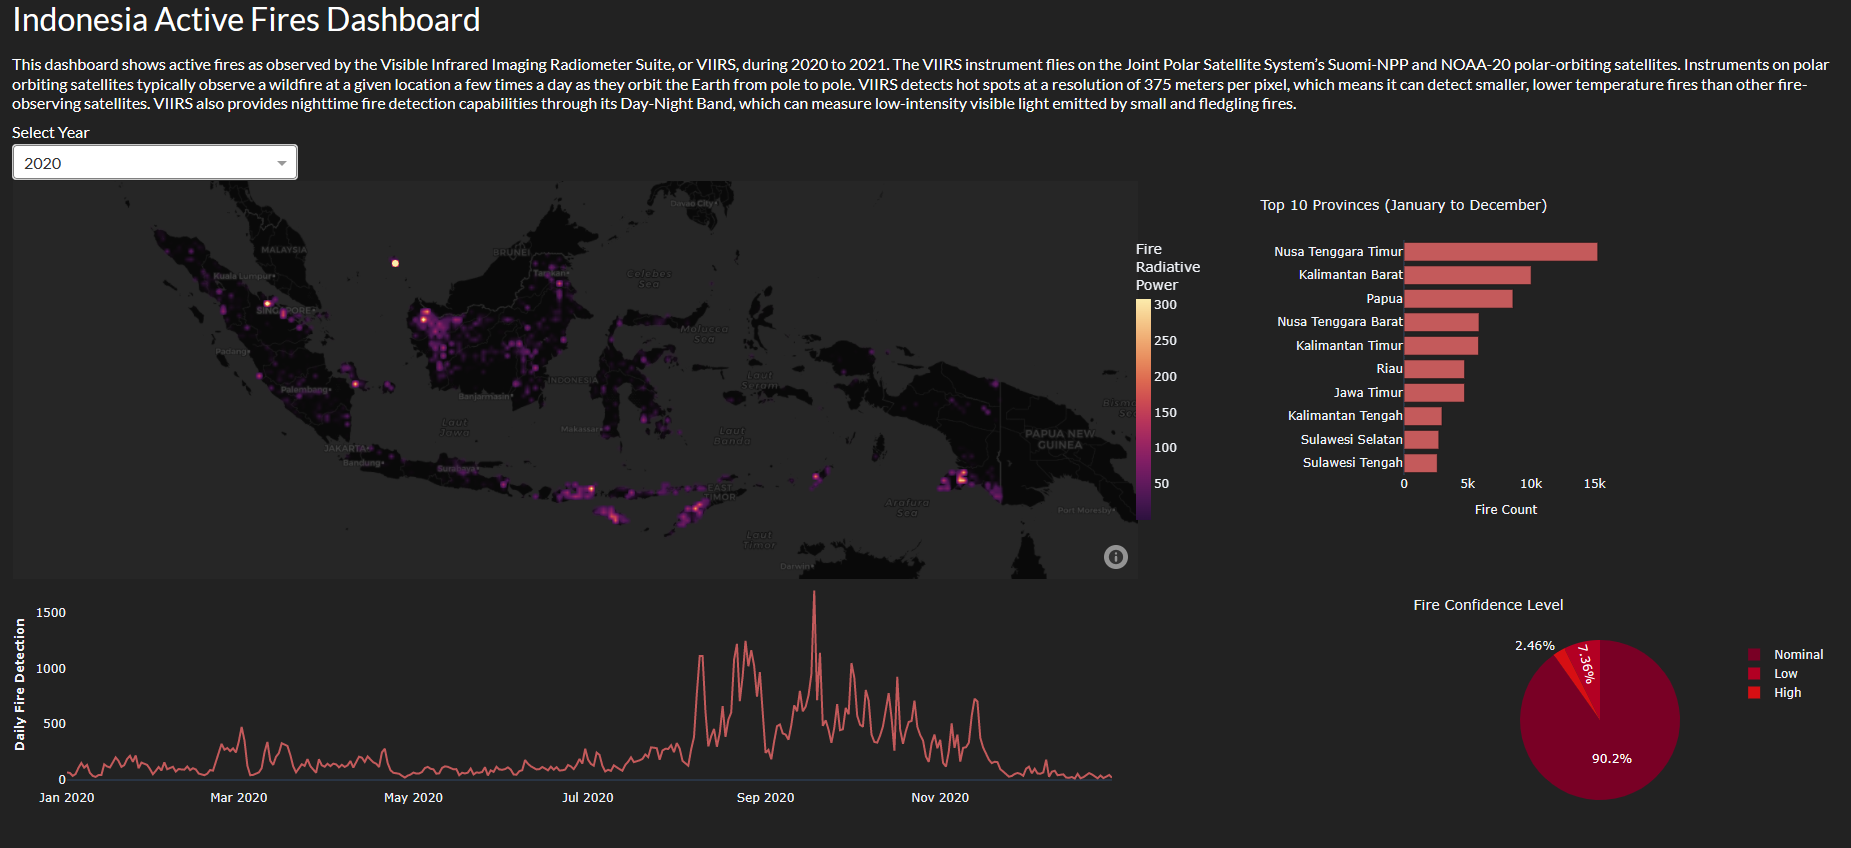 Indonesia Active Fires Dashboard
This dashboard shows active fires as observed by the Visible Infrared Imaging Radiometer Suite, or VIIRS, during 2020 to 2021. The VIIRS instrument flies on the Joint Polar Satellite System’s Suomi-NPP and NOAA-20 polar-orbiting satellites. Instruments on polar
orbiting satellites typically observe a wildfire at a given location a few times a day as they orbit the Earth from pole to pole. VIIRS detects hot spots at a resolution of 375 meters per pixel, which means it can detect smaller, lower temperature fires than other fire-
observing satellites. VIIRS also provides nighttime fire detection capabilities through its Day-Night Band, which can measure low-intensity visible light emitted by small and fledgling fires.
Select Year
2020
Davao City
MALAYSIA
BRUNEI
Kuala Lumpur
Tarakan
Celebes
Sea
SINGAPORE
Molucca
Sea
Padang
Palembang
INDONESIA
Laut
Seram
Banjarmasin
Laut
Jawa
Makassar
Laut
Banda
JAKARTA
Bandung
Surabaya
EAST
TIMOR
Arafura
Sea
PAPUA NEW
GUINEA
Port Moresby
Laut
Timor
Darwin
Fire
Radiative
Power
300
250
200
150
100
50
Top 10 Provinces (January to December)
Nusa Tenggara Timur
Kalimantan Barat
Papua
Nusa Tenggara Barat
Kalimantan Timur
Riau
Jawa Timur
Kalimantan Tengah
Sulawesi Selatan
Sulawesi Tengah
0 5k 10k 15k
Fire Count
Daily Fire Detection
1500
1000
500
0
Jan 2020 Mar 2020 May 2020 Jul 2020 Sep 2020 Nov 2020
Fire Confidence Level
2.46%
7.36%
90.2%
Nominal
Low
High